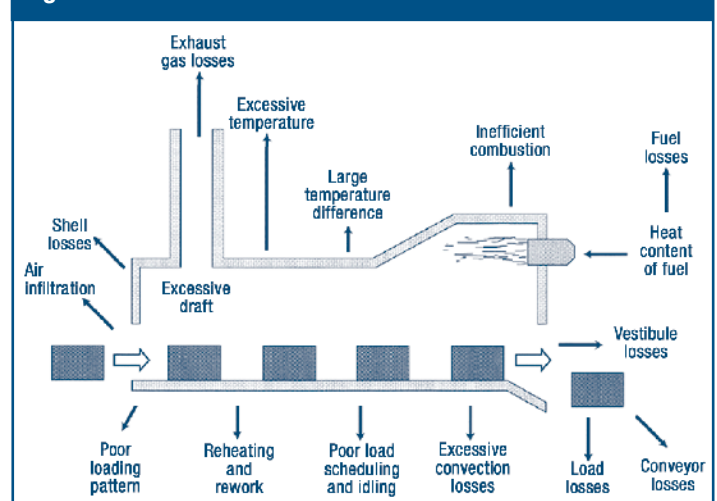 Exhaust
gas losses
Excessive
temperature
Inefficient
combustion
Fuel
losses
Large
temperature
difference
Shell
losses
Heat
content
of fuel
Air
infiltration
Excessive
draft
Vestibule
losses
Poor
loading
pattern
Reheating
and
rework
Poor load
scheduling
and idling
Excessive
convection
losses
Load
losses
Conveyor
losses